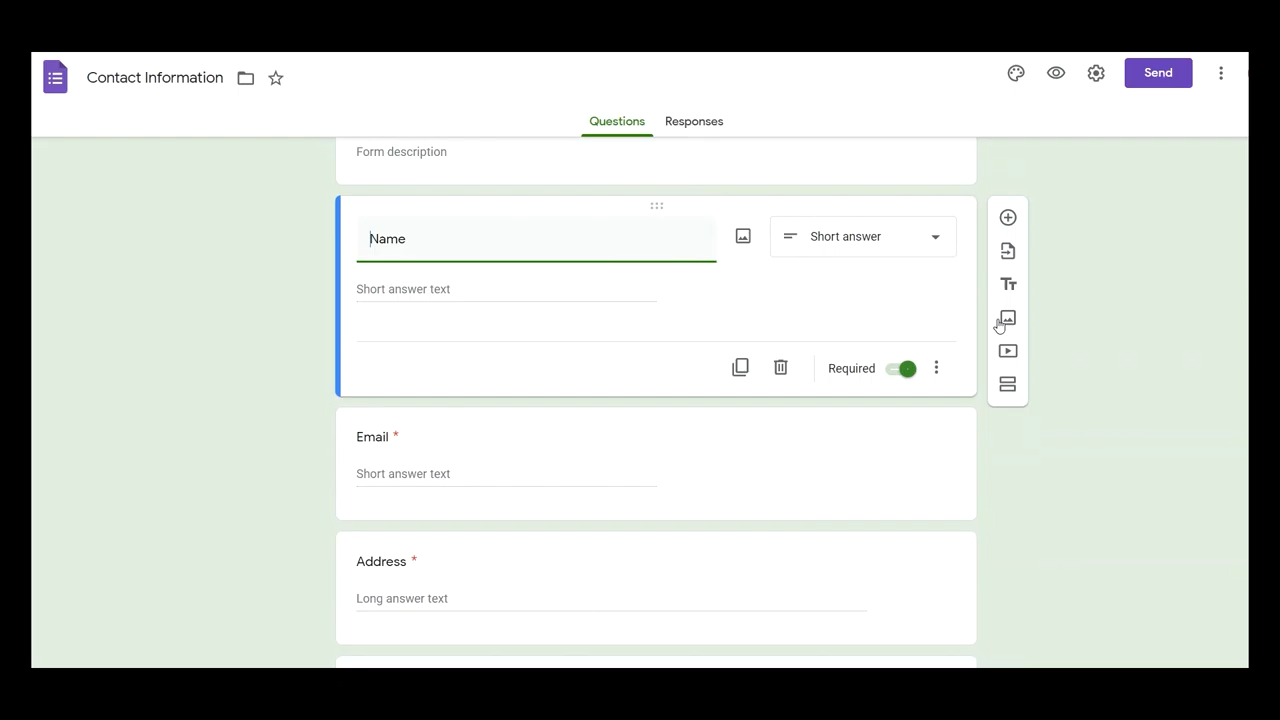 Contact Information
Send
Questions Responses
Form description
Name
Short answer
Short answer text
Required
Email *
Short answer text
Address *
Long answer text